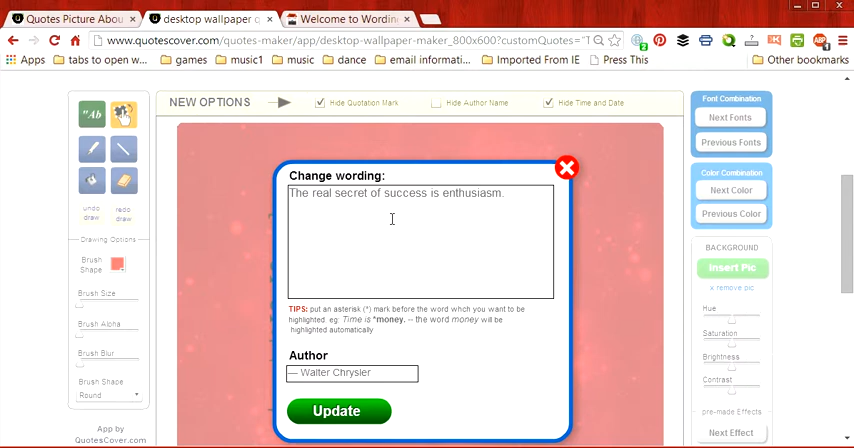 Quotes Picture Abou
desktop wallpaper q
Welcome to Wordin
www.quotescover.com/quotes-maker/app/desktop-wallpaper-maker_800x600?customQuotes="T
Apps
tabs to open w...
games
music1
music
dance
email informati...
Imported From IE
Press This
Other bookmarks
"Ab
undo draw
redo draw
Drawing Options
Brush Shape
Brush Size
Brush Alpha
Brush Blur
Brush Shape
Round
App by
QuotesCover.com
NEW OPTIONS
Hide Quotation Mark
Hide Author Name
Hide Time and Date
Change wording:
The real secret of success is enthusiasm.
TIPS: put an asterisk (*) mark before the word whch you want to be
highlighted. eg: Time is *money. -- the word money will be
highlighted automatically
Author
— Walter Chrysler
Update
Font Combination
Next Fonts
Previous Fonts
Color Combination
Next Color
Previous Color
BACKGROUND
Insert Pic
x remove pic
Hue
Saturation
Brightness
Contrast
pre-made Effects
Next Effect